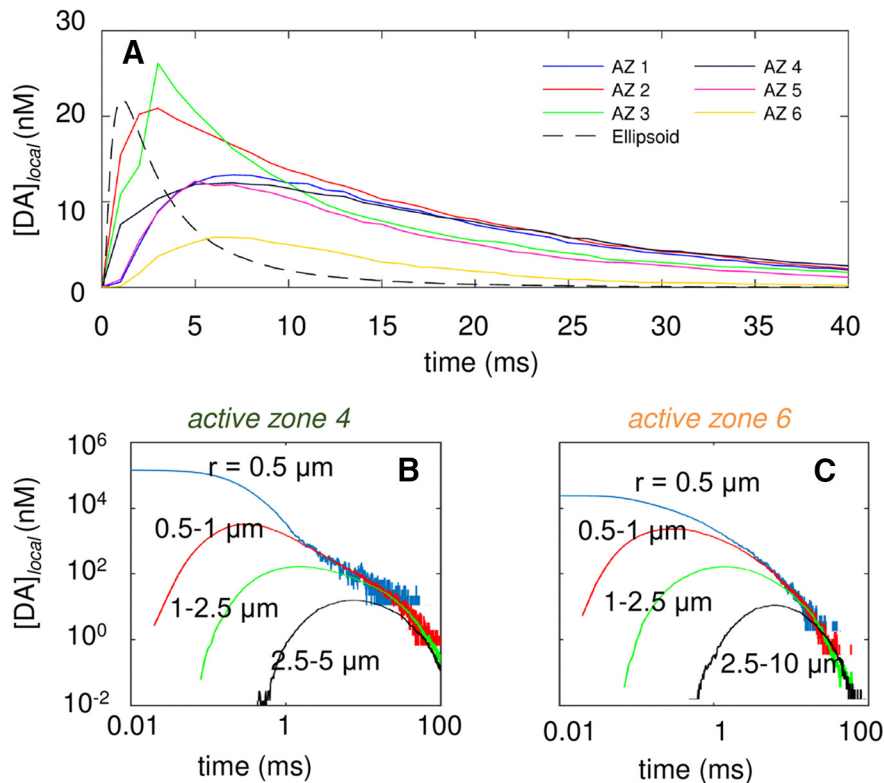 A
30
20
10
0
[DA]local (nM)
AZ 1
AZ 2
AZ 3
Ellipsoid
AZ 4
AZ 5
AZ 6
0 5 10 15 20 25 30 35 40
time (ms)
active zone 4
active zone 6
[DA]local (nM)
10^6
10^4
10^2
10^0
10^-2
B
r = 0.5 µm
0.5-1 µm
1-2.5 µm
2.5-5 µm
0.01 1 100
time (ms)
C
r = 0.5 µm
0.5-1 µm
1-2.5 µm
2.5-10 µm
0.01 1 100
time (ms)